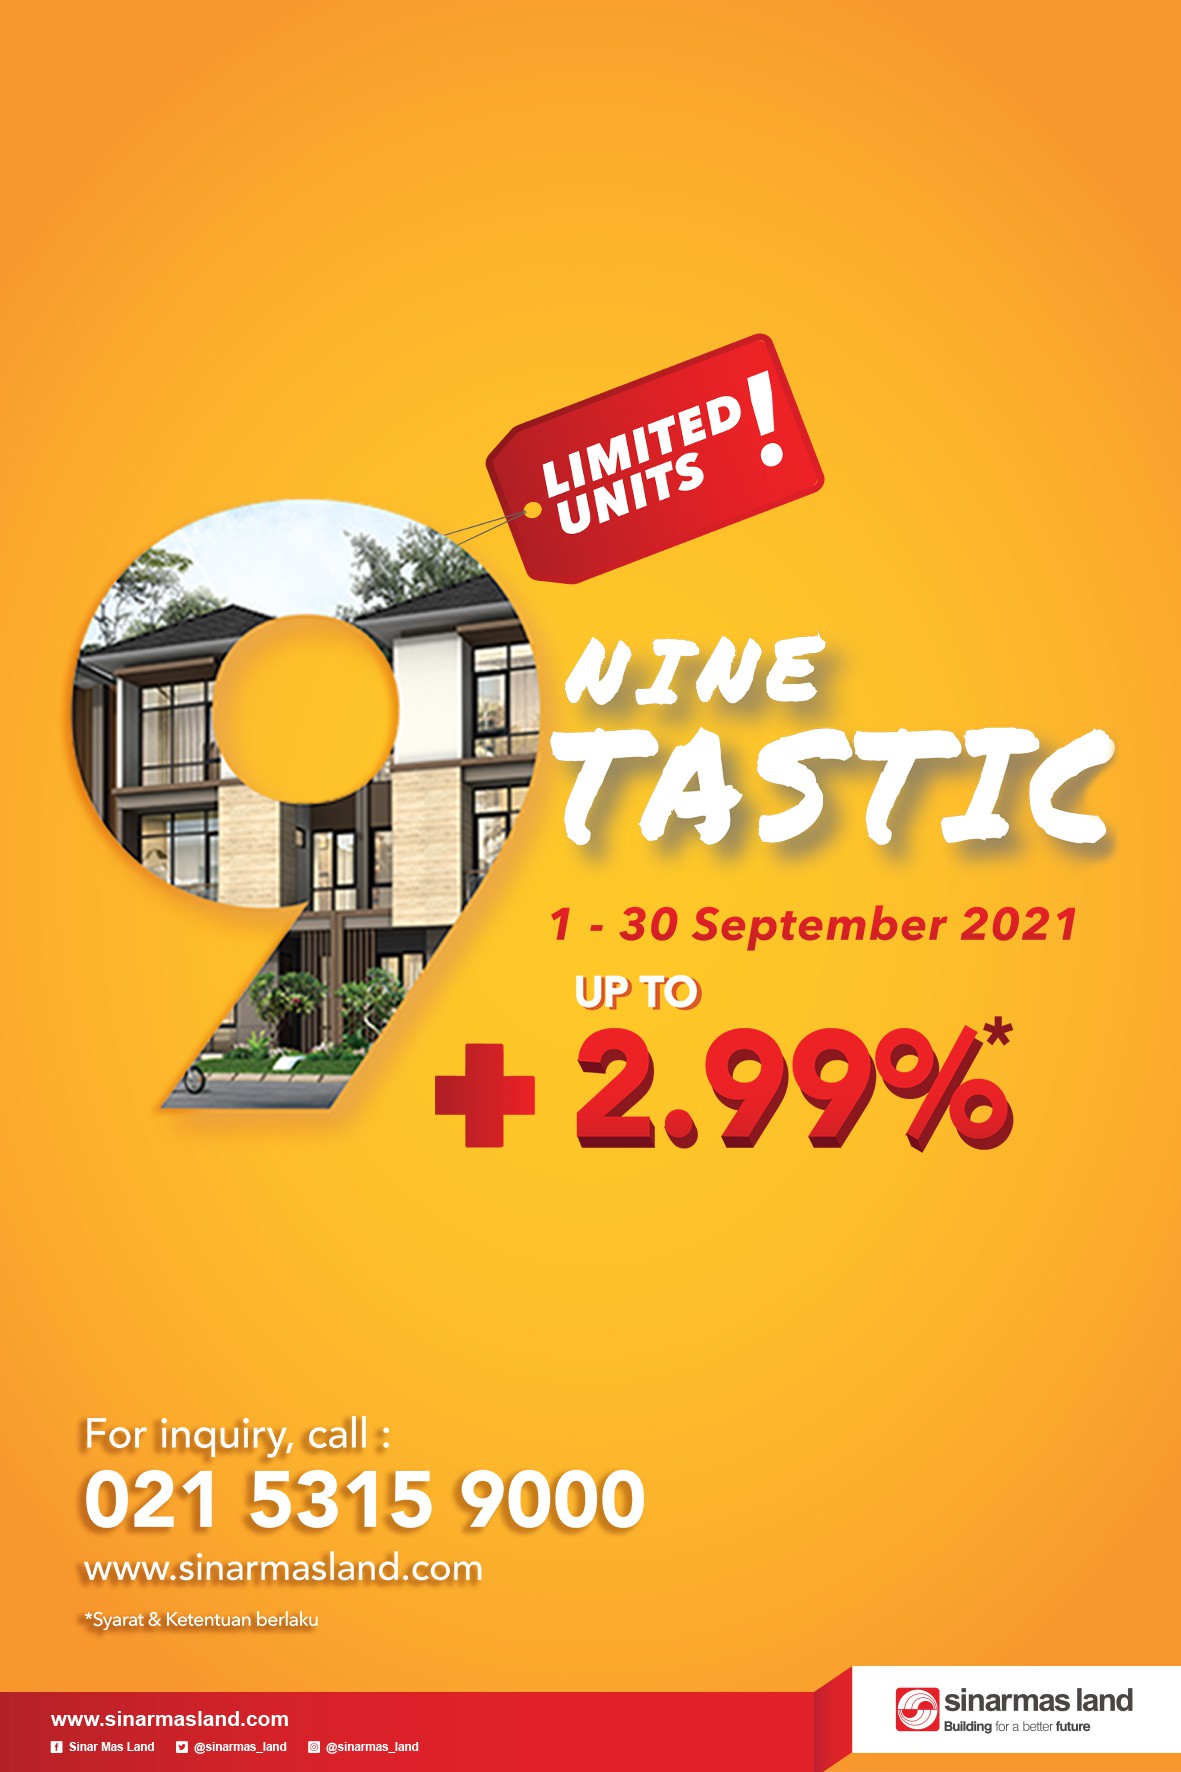 LIMITED
UNITS!
NINE
TASTIC
1 - 30 September 2021
UP TO
+ 2.99%*
For inquiry, call :
021 5315 9000
www.sinarmasland.com
*Syarat & Ketentuan berlaku
www.sinarmasland.com
Sinar Mas Land @sinarmas_land @sinarmas_land
sinarmas land
Building for a better future